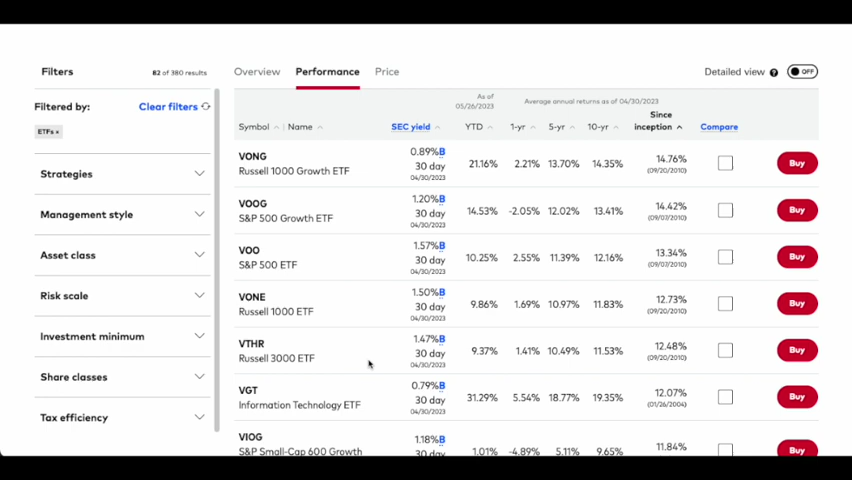 Filters
82 of 380 results
Filtered by:
Clear filters
ETFs ×
Strategies
Management style
Asset class
Risk scale
Investment minimum
Share classes
Tax efficiency
Overview Performance Price
Detailed view ? OFF
As of
05/26/2023
Average annual returns as of 04/30/2023
Symbol | Name SEC yield YTD 1-yr 5-yr 10-yr Since inception Compare
VONG
Russell 1000 Growth ETF
0.89%B
30 day
04/30/2023
21.16% 2.21% 13.70% 14.35% 14.76%
(09/20/2010)
Buy
VOOG
S&P 500 Growth ETF
1.20%B
30 day
04/30/2023
14.53% -2.05% 12.02% 13.41% 14.42%
(09/07/2010)
Buy
VOO
S&P 500 ETF
1.57%B
30 day
04/30/2023
10.25% 2.55% 11.39% 12.16% 13.34%
(09/07/2010)
Buy
VONE
Russell 1000 ETF
1.50%B
30 day
04/30/2023
9.86% 1.69% 10.97% 11.83% 12.73%
(09/20/2010)
Buy
VTHR
Russell 3000 ETF
1.47%B
30 day
04/30/2023
9.37% 1.41% 10.49% 11.53% 12.48%
(09/20/2010)
Buy
VGT
Information Technology ETF
0.79%B
30 day
04/30/2023
31.29% 5.54% 18.77% 19.35% 12.07%
(01/26/2004)
Buy
VIOG
S&P Small-Cap 600 Growth
1.18%B
30 day
1.01% -4.89% 5.11% 9.65% 11.84%
Buy